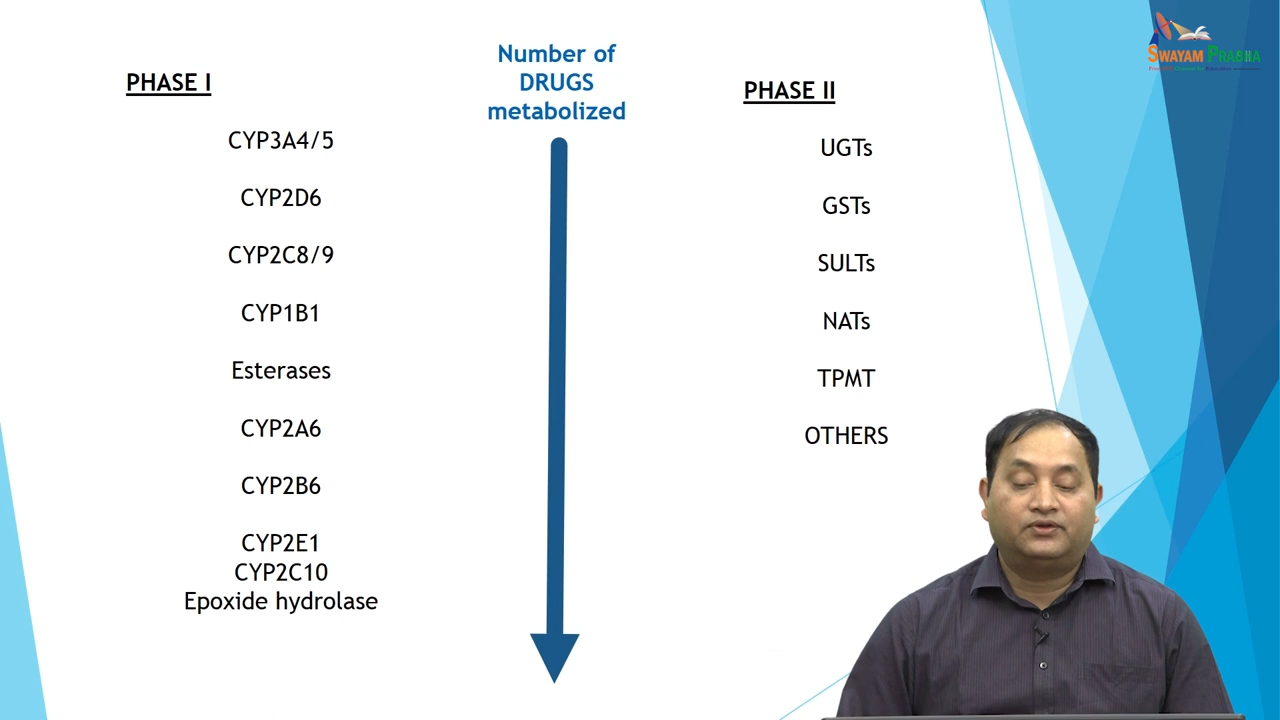 PHASE I
CYP3A4/5
CYP2D6
CYP2C8/9
CYP1B1
Esterases
CYP2A6
CYP2B6
CYP2E1
CYP2C10
Epoxide hydrolase
Number of
DRUGS
metabolized
PHASE II
UGTs
GSTs
SULTs
NATs
TPMT
OTHERS
SWAYAM PRABHA